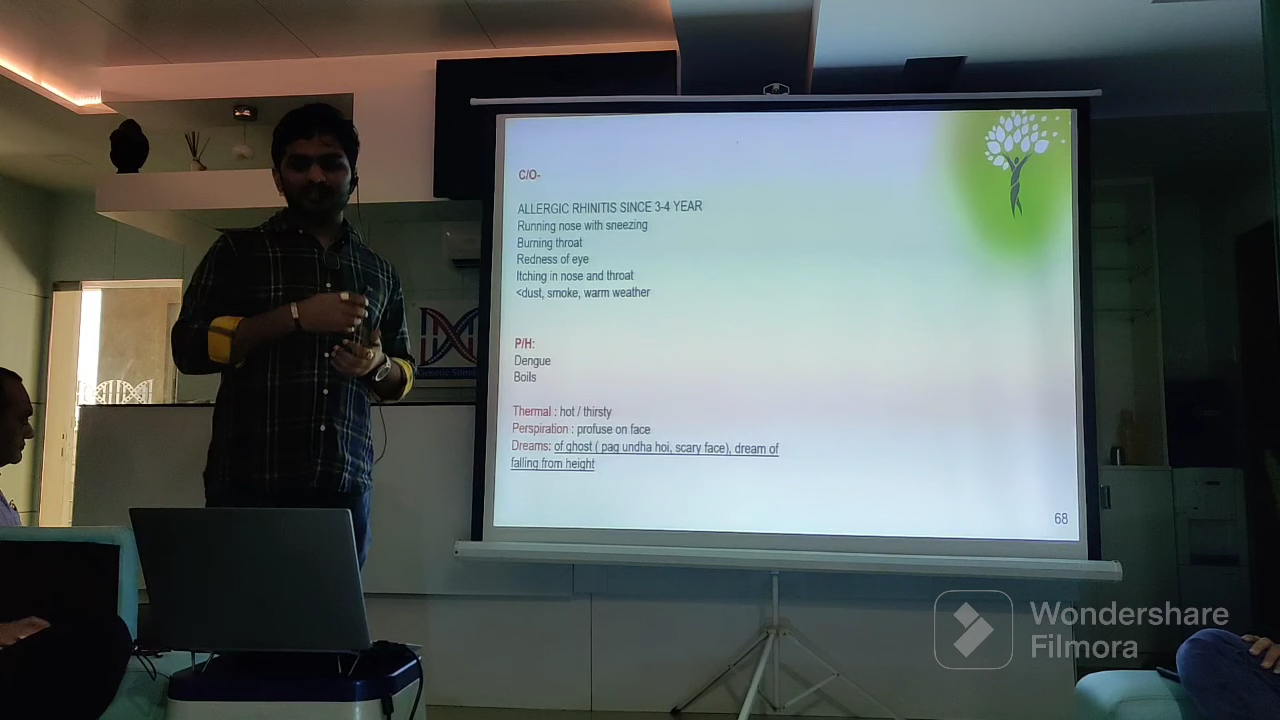 C/O-
ALLERGIC RHINITIS SINCE 3-4 YEAR
Running nose with sneezing
Burning throat
Redness of eye
Itching in nose and throat
<dust, smoke, warm weather
P/H:
Dengue
Boils
Thermal : hot / thirsty
Perspiration : profuse on face
Dreams: of ghost ( pag undha hoi, scary face), dream of
falling from height
68
Wondershare
Filmora